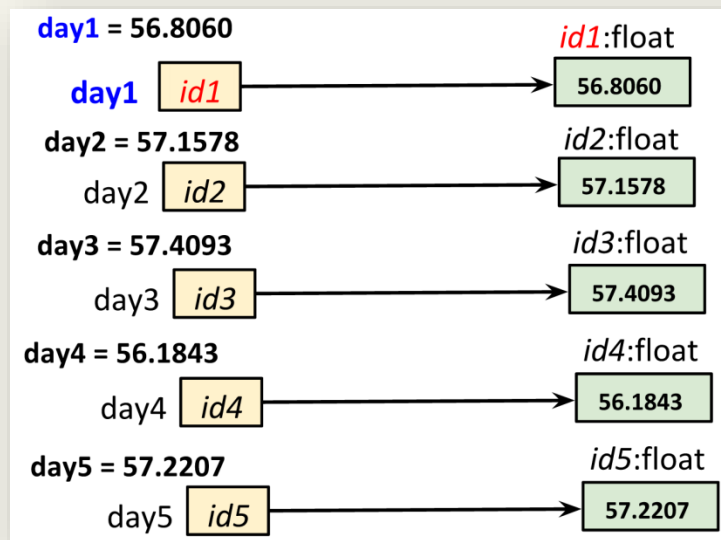 day1 = 56.8060
id1:float
day1 id1 56.8060
day2 = 57.1578
id2:float
day2 id2 57.1578
day3 = 57.4093
id3:float
day3 id3 57.4093
day4 = 56.1843
id4:float
day4 id4 56.1843
day5 = 57.2207
id5:float
day5 id5 57.2207